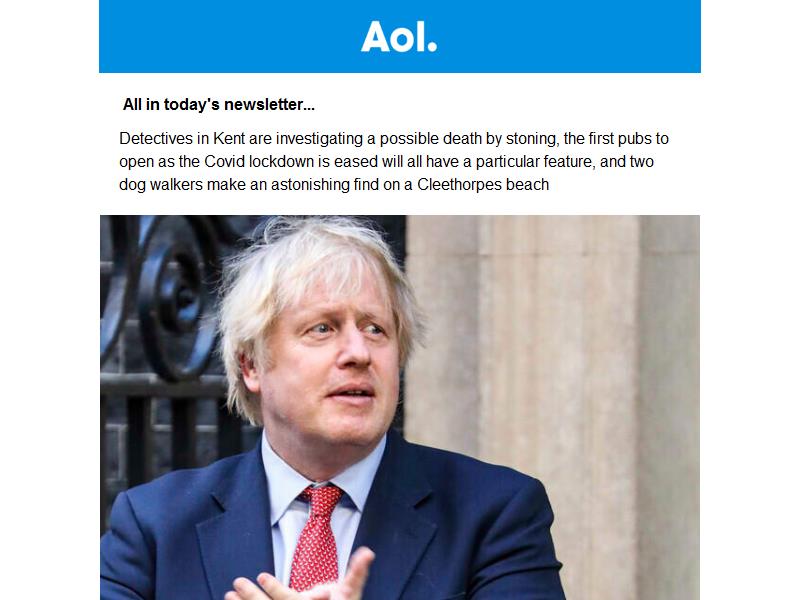 Aol.
All in today's newsletter...
Detectives in Kent are investigating a possible death by stoning, the first pubs to
open as the Covid lockdown is eased will all have a particular feature, and two
dog walkers make an astonishing find on a Cleethorpes beach